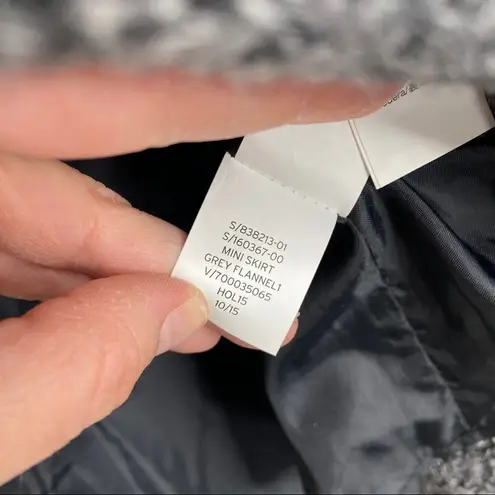 S/838213-01
S/160367-00
MINI SKIRT
GREY FLANNEL1
V/700035065
HOL15
10/15